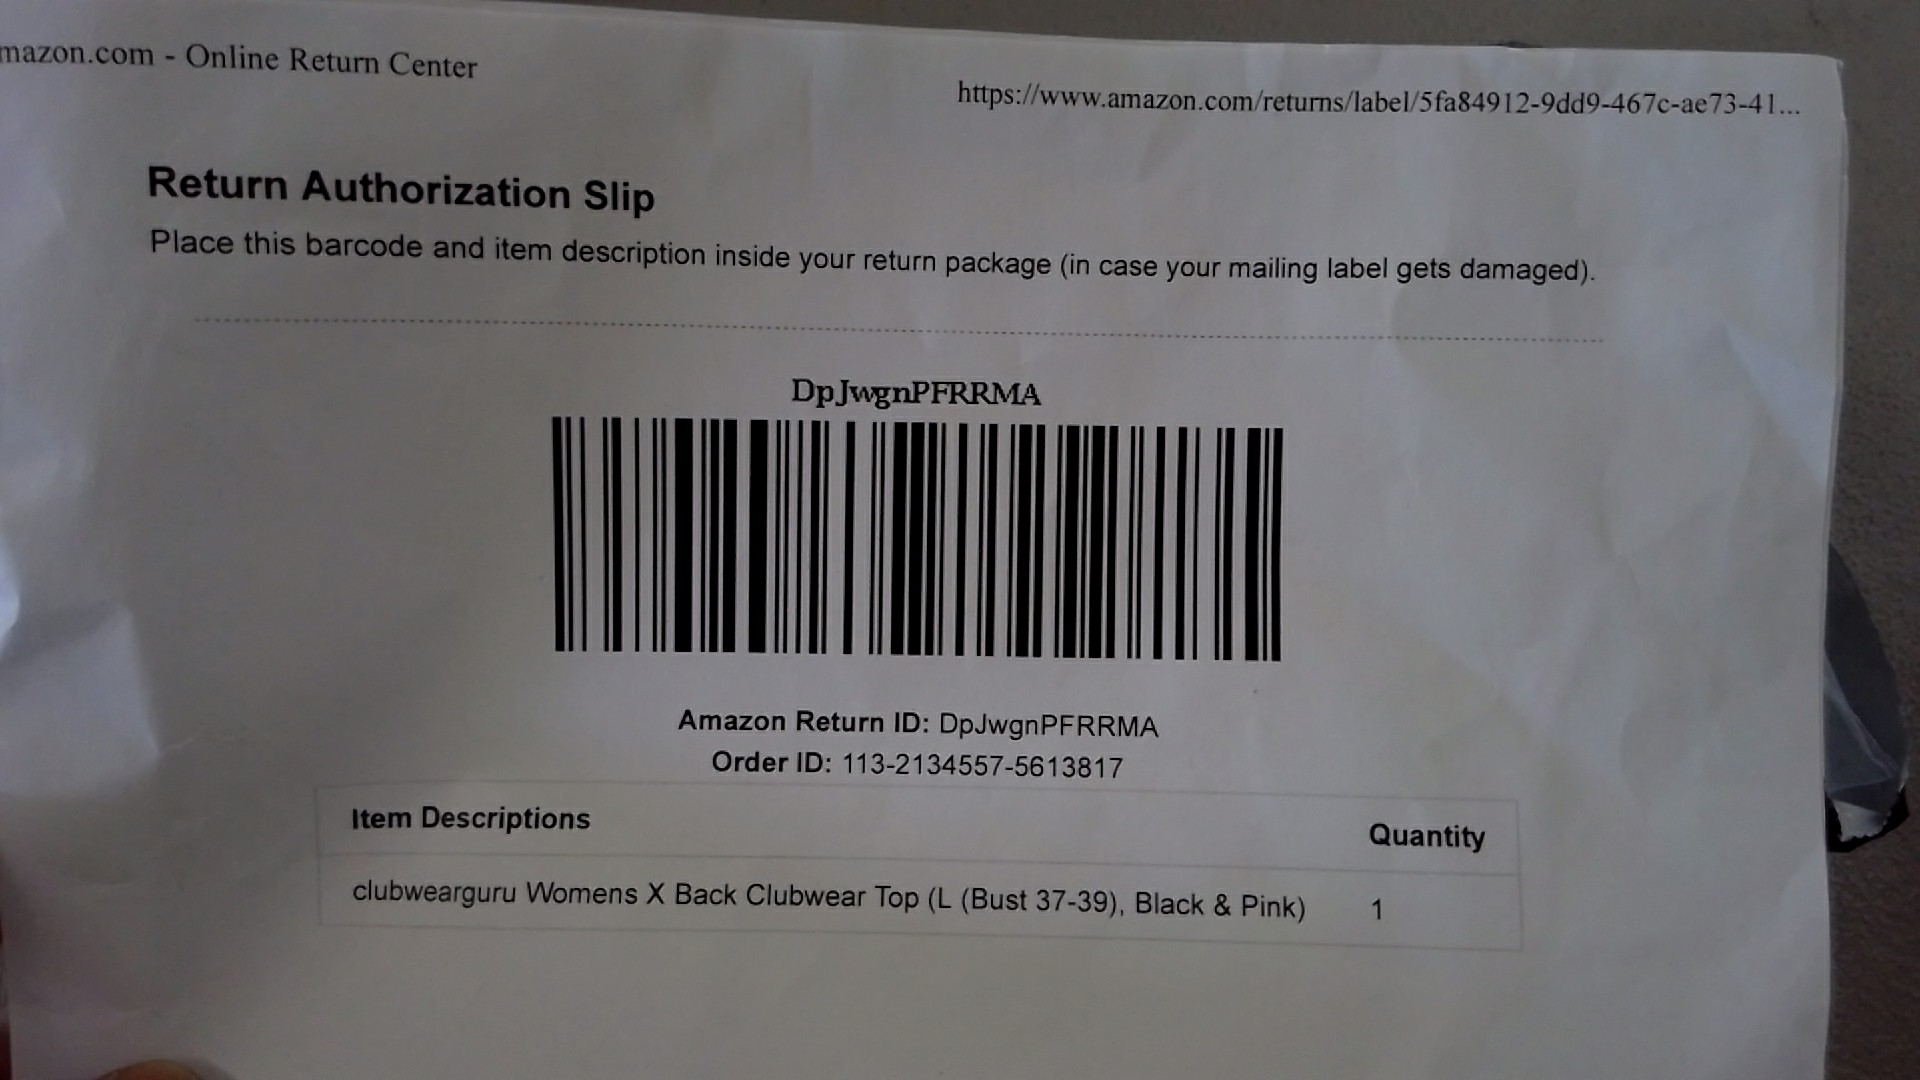 mazon.com - Online Return Center
https://www.amazon.com/returns/label/5fa84912-9dd9-467c-ae73-41...
Return Authorization Slip
Place this barcode and item description inside your return package (in case your mailing label gets damaged).
DpJwgnPFRRMA
Amazon Return ID: DpJwgnPFRRMA
Order ID: 113-2134557-5613817
Item Descriptions Quantity
clubwearguru Womens X Back Clubwear Top (L (Bust 37-39), Black & Pink) 1